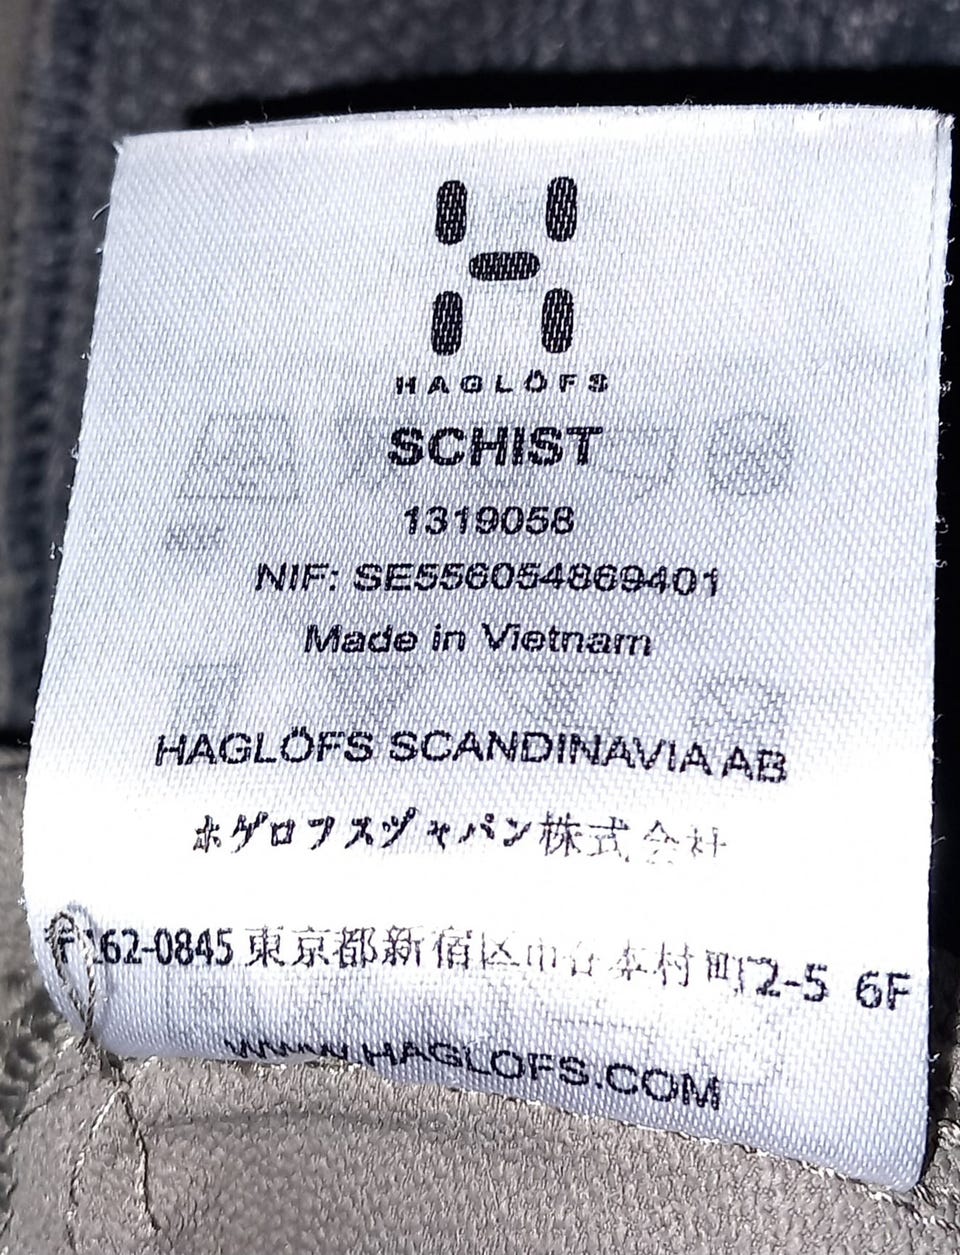 HAGLÖFS
SCHIST
1319058
NIF: SE556054869401
Made in Vietnam
HAGLÖFS SCANDINAVIA AB
ホグロフスジャパン株式会社
〒162-0845 東京都新宿区市谷本村町2-5 6F
WWW.HAGLOFS.COM